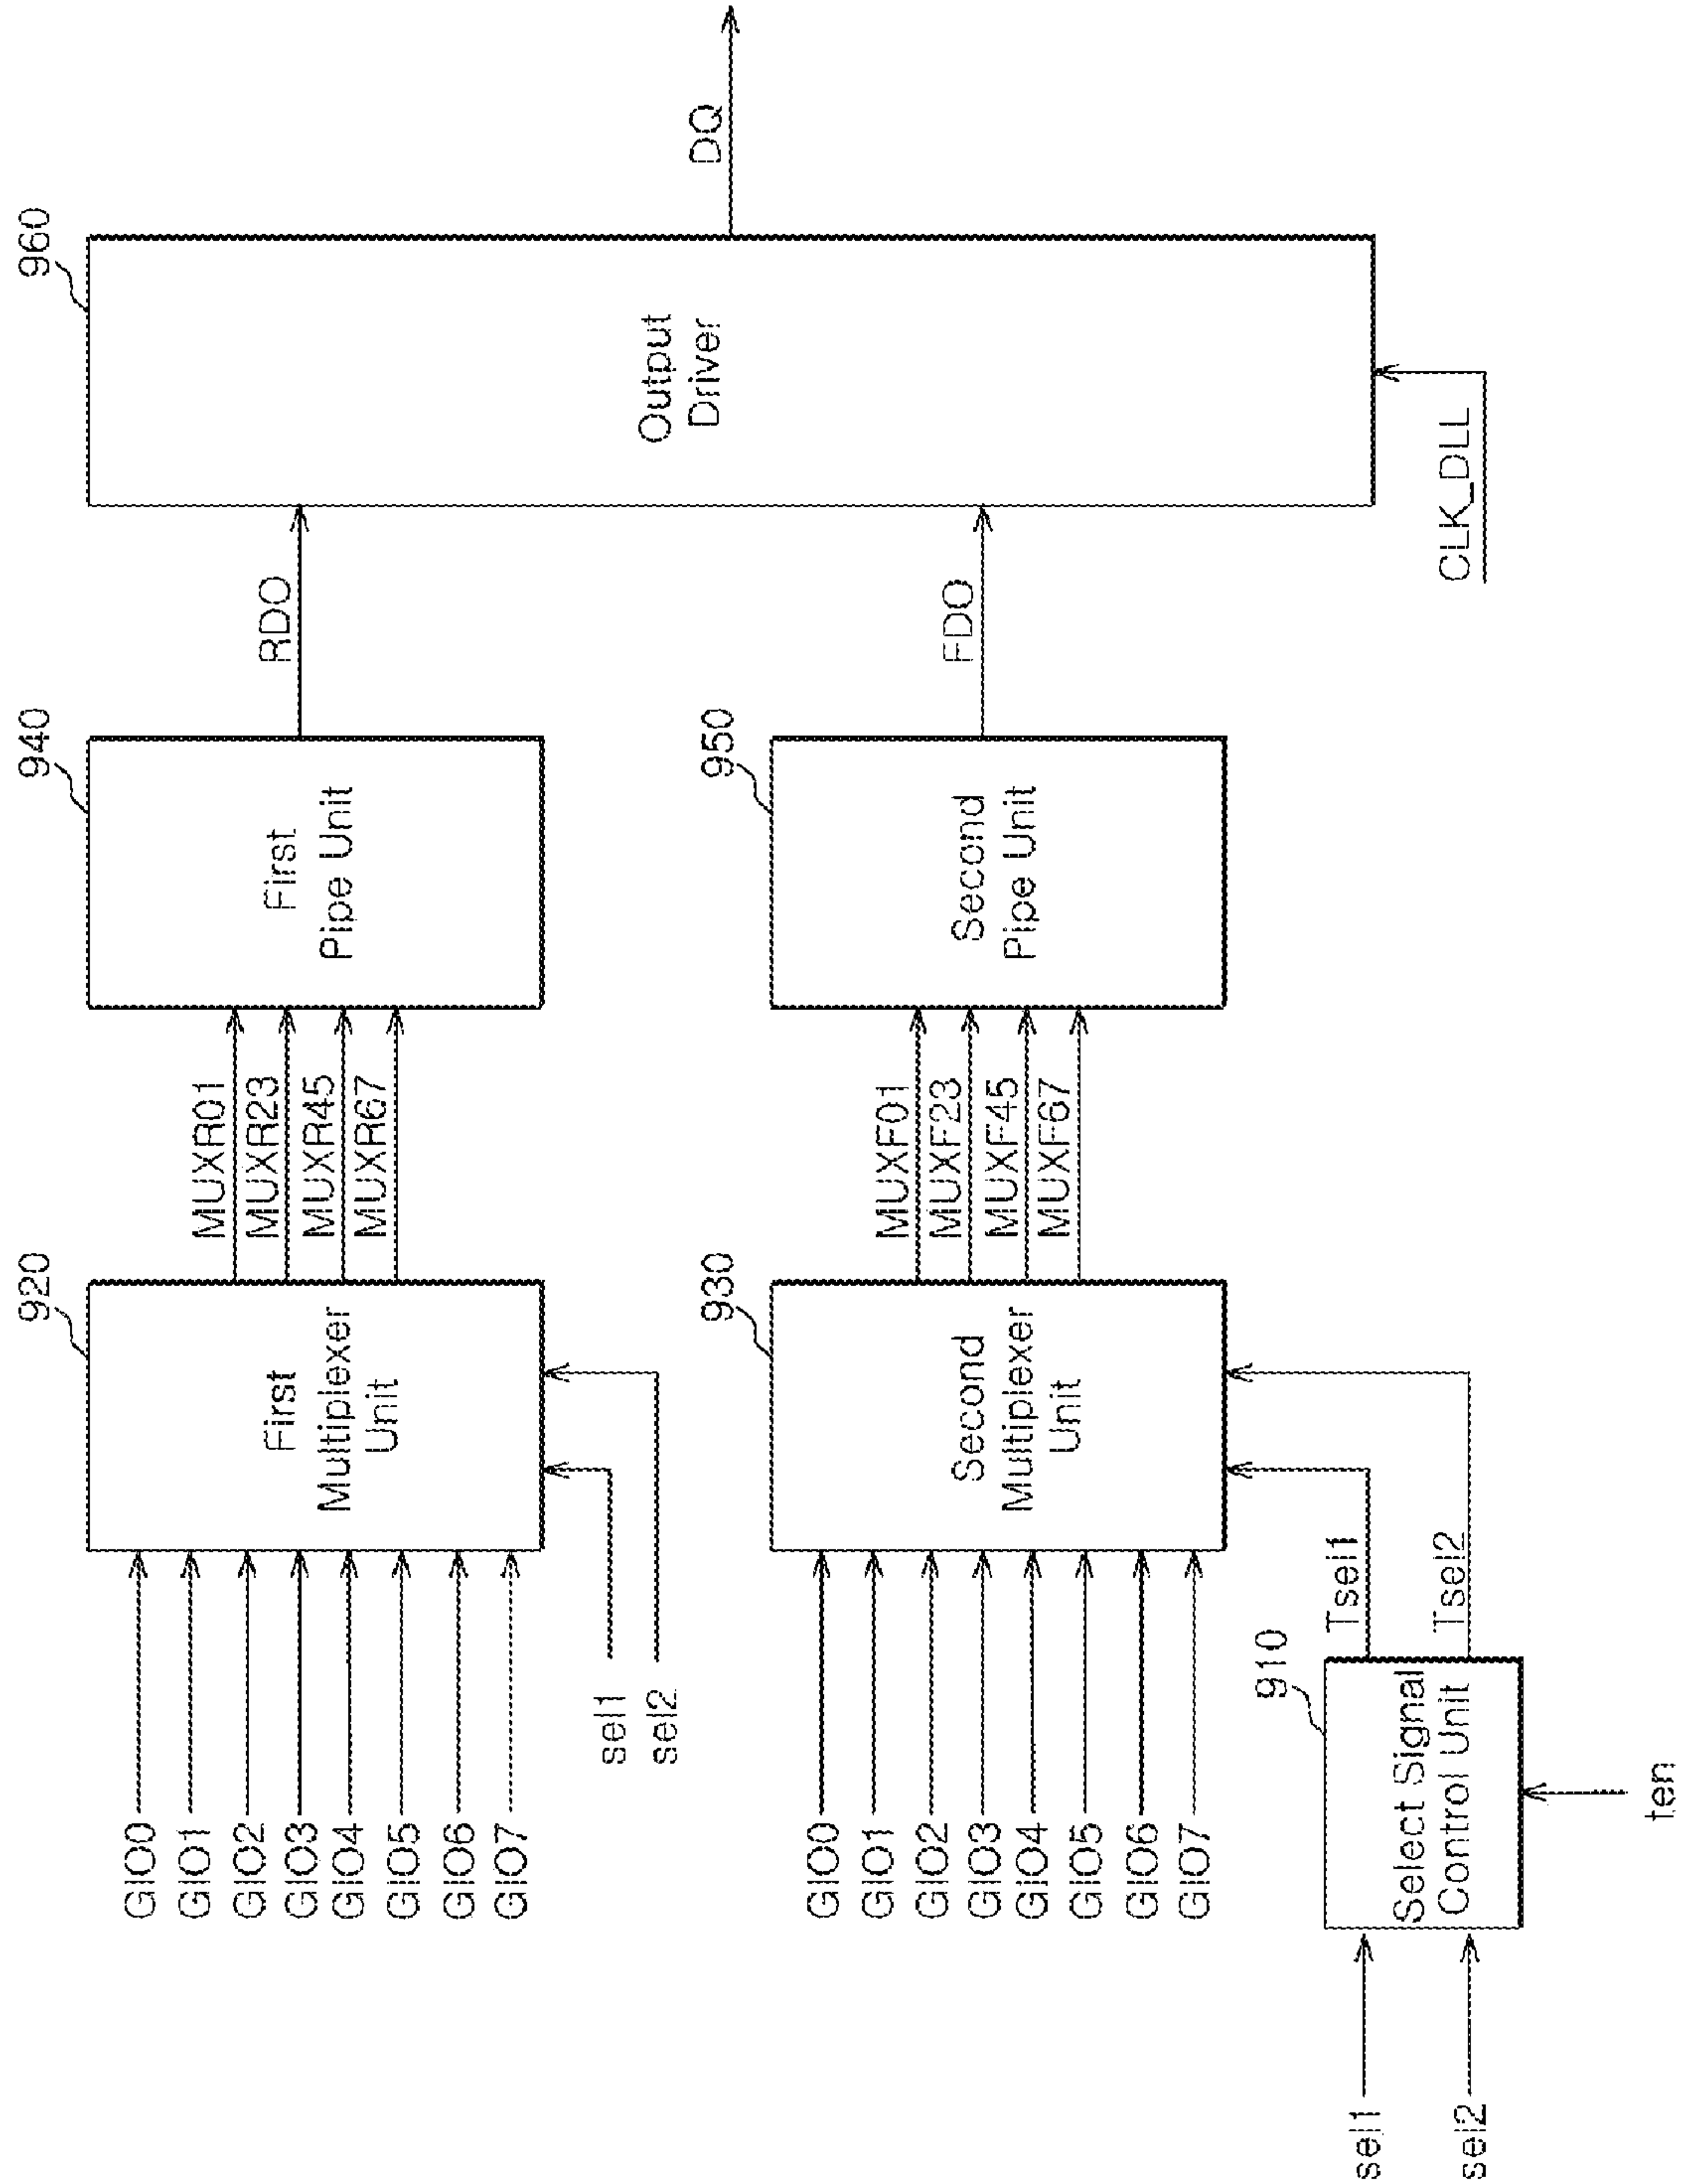 GIO0
GIO1
GIO2
GIO3
GIO4
GIO5
GIO6
GIO7
sel1
sel2
920
First
Multiplexer
Unit
MUXR01
MUXR23
MUXR45
MUXR67
940
First
Pipe Unit
RDO
GIO0
GIO1
GIO2
GIO3
GIO4
GIO5
GIO6
GIO7
930
Second
Multiplexer
Unit
MUXF01
MUXF23
MUXF45
MUXF67
950
Second
Pipe Unit
FDO
960
Output
Driver
DQ
CLK_DLL
sel1
sel2
910
Select Signal
Control Unit
Tsel1
Tsel2
ten